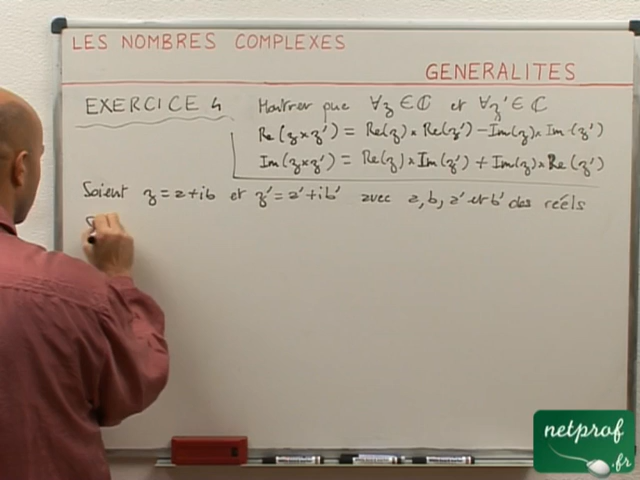 LES NOMBRES COMPLEXES
GENERALITES
EXERCICE 4 Montrer que ∀z ∈ ℂ et ∀z' ∈ ℂ
Re(z×z') = Re(z)×Re(z') - Im(z)×Im(z')
Im(z×z') = Re(z)×Im(z') + Im(z)×Re(z')
Soient z = a+ib et z' = a'+ib' avec a, b, a' et b' des réels
netprof
.fr